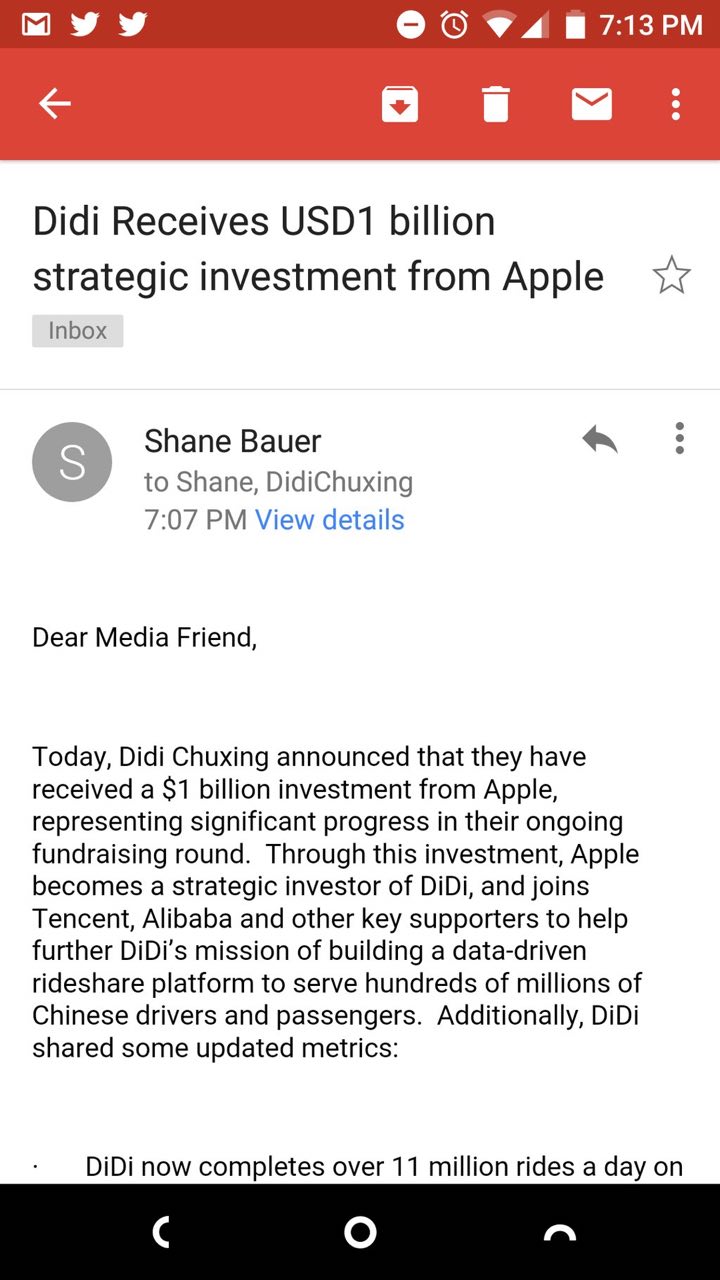 7:13 PM
Didi Receives USD1 billion
strategic investment from Apple
Inbox
S
Shane Bauer
to Shane, DidiChuxing
7:07 PM View details
Dear Media Friend,
Today, Didi Chuxing announced that they have
received a $1 billion investment from Apple,
representing significant progress in their ongoing
fundraising round.  Through this investment, Apple
becomes a strategic investor of DiDi, and joins
Tencent, Alibaba and other key supporters to help
further DiDi’s mission of building a data-driven
rideshare platform to serve hundreds of millions of
Chinese drivers and passengers.  Additionally, DiDi
shared some updated metrics:
· DiDi now completes over 11 million rides a day on